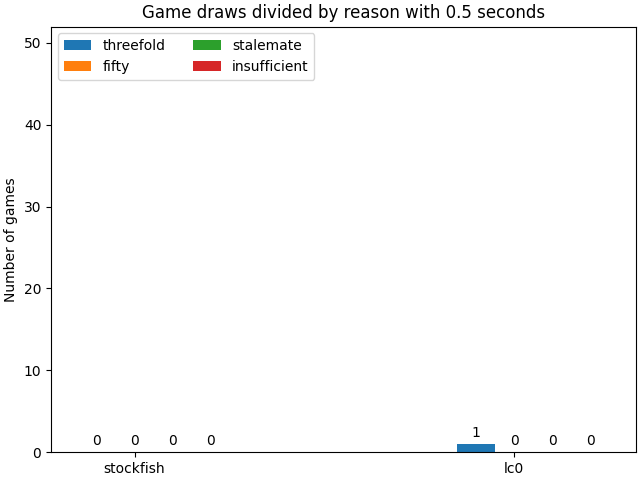 Game draws divided by reason with 0.5 seconds
threefold
fifty
stalemate
insufficient
Number of games
50
40
30
20
10
0
0 0 0 0
1 0 0 0
stockfish
lc0